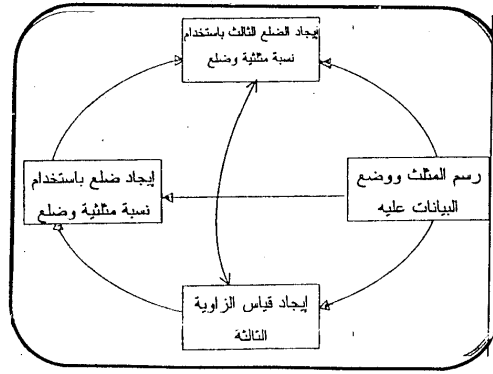 إيجاد الضلع الثالث باستخدام
نسبة مثلثية وضلع
رسم المثلث ووضع
البيانات عليه
إيجاد ضلع باستخدام
نسبة مثلثية وضلع
إيجاد قياس الزاوية
الثالثة